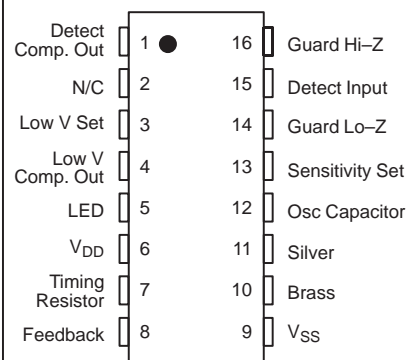 Detect
Comp. Out 1 16 Guard Hi–Z
N/C 2 15 Detect Input
Low V Set 3 14 Guard Lo–Z
Low V
Comp. Out 4 13 Sensitivity Set
LED 5 12 Osc Capacitor
VDD 6 11 Silver
Timing
Resistor 7 10 Brass
Feedback 8 9 VSS